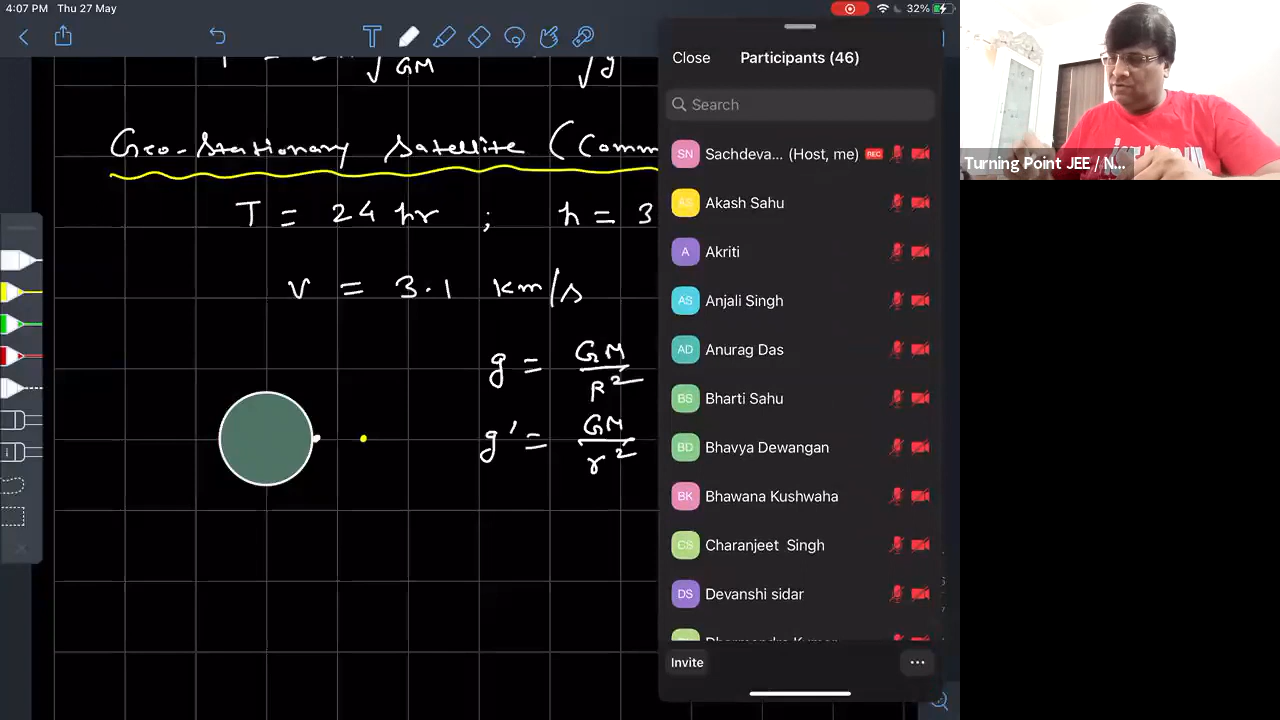 4:07 PM Thu 27 May
32%
GM
g
Geo-Stationary Satellite (Comm
T = 24 hr ; h = 3
v = 3.1 km/s
g = GM/R²
g' = GM/r²
Close Participants (46)
Search
SN Sachdeva... (Host, me) REC
Akash Sahu
A Akriti
AS Anjali Singh
AD Anurag Das
BS Bharti Sahu
BD Bhavya Dewangan
BK Bhawana Kushwaha
CS Charanjeet Singh
DS Devanshi sidar
Invite
Turning Point JEE / N...